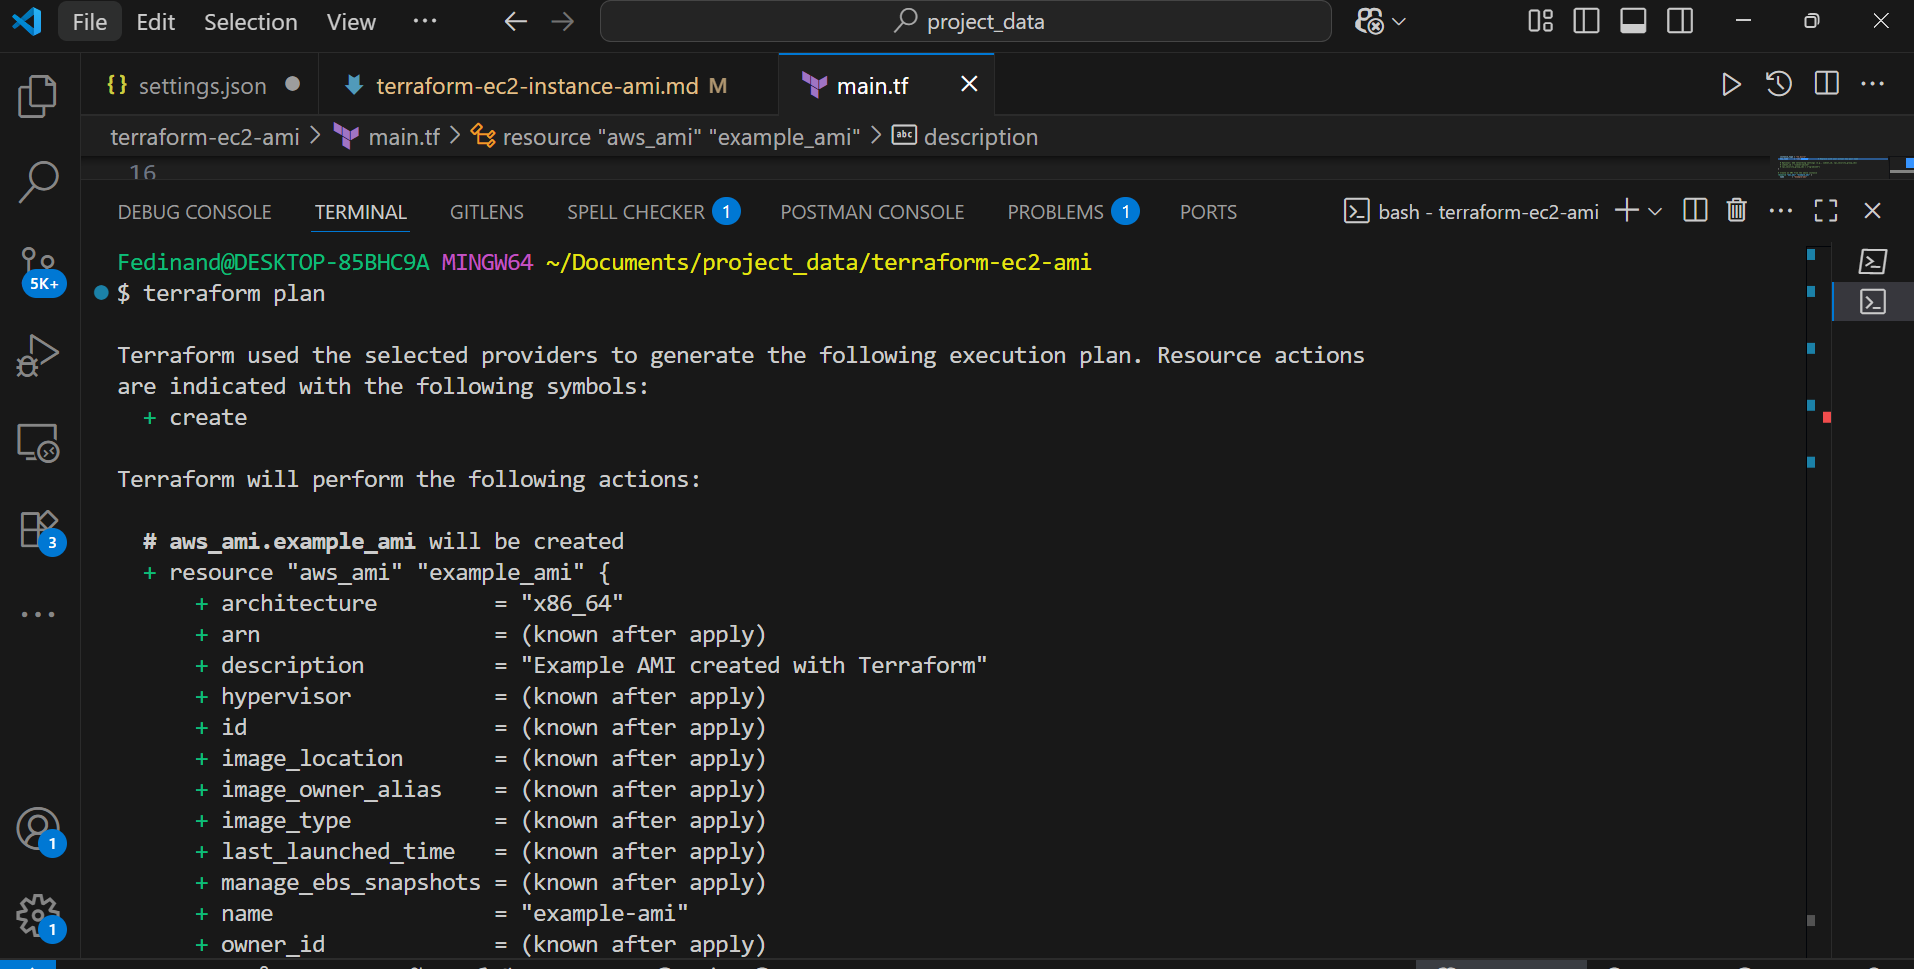 File Edit Selection View ··· project_data
settings.json terraform-ec2-instance-ami.md M main.tf
terraform-ec2-ami > main.tf > resource "aws_ami" "example_ami" > abc description
16
DEBUG CONSOLE TERMINAL GITLENS SPELL CHECKER 1 POSTMAN CONSOLE PROBLEMS 1 PORTS bash - terraform-ec2-ami
Fedinand@DESKTOP-85BHC9A MINGW64 ~/Documents/project_data/terraform-ec2-ami
$ terraform plan
Terraform used the selected providers to generate the following execution plan. Resource actions
are indicated with the following symbols:
+ create
Terraform will perform the following actions:
# aws_ami.example_ami will be created
+ resource "aws_ami" "example_ami" {
+ architecture = "x86_64"
+ arn = (known after apply)
+ description = "Example AMI created with Terraform"
+ hypervisor = (known after apply)
+ id = (known after apply)
+ image_location = (known after apply)
+ image_owner_alias = (known after apply)
+ image_type = (known after apply)
+ last_launched_time = (known after apply)
+ manage_ebs_snapshots = (known after apply)
+ name = "example-ami"
+ owner_id = (known after apply)
5K+
3
1
1